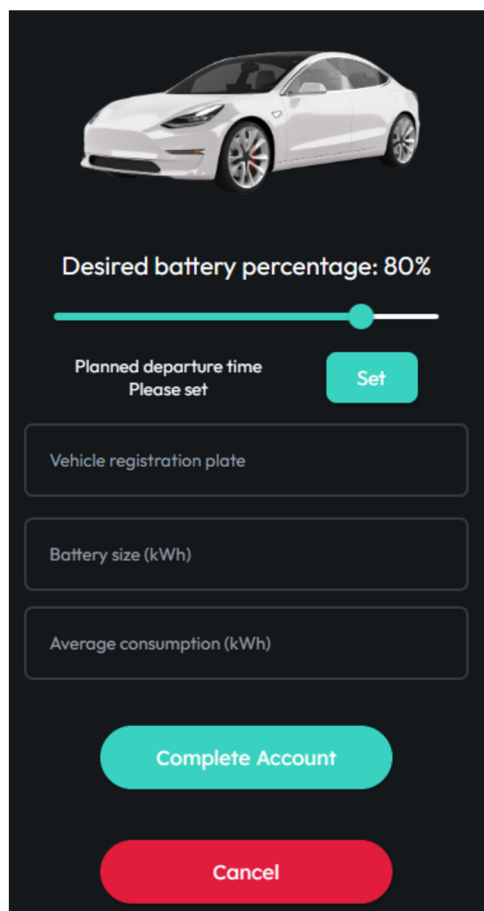 Desired battery percentage: 80%
Planned departure time
Please set
Set
Vehicle registration plate
Battery size (kWh)
Average consumption (kWh)
Complete Account
Cancel